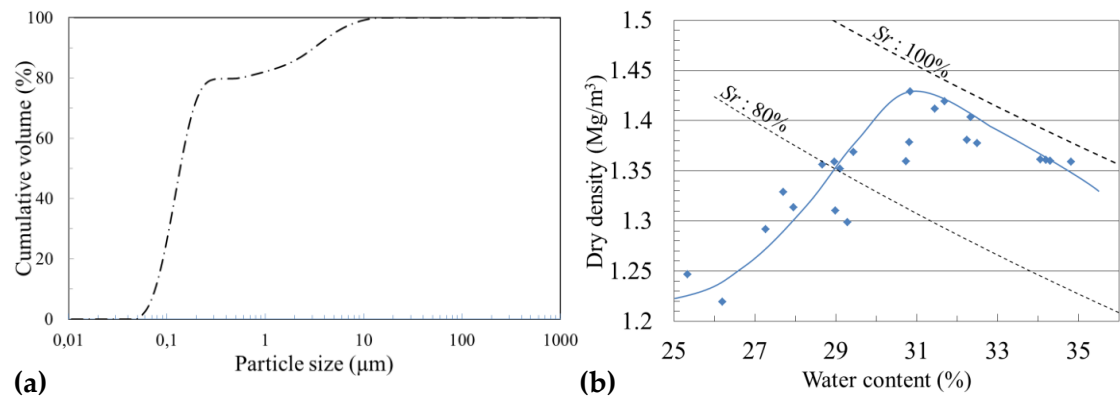 100
80
60
40
20
0
0,01 0,1 1 10 100 1000
Cumulative volume (%)
Particle size (µm)
(a)
1.5
1.45
1.4
1.35
1.3
1.25
1.2
25 27 29 31 33 35
Dry density (Mg/m³)
Water content (%)
Sr : 100%
Sr : 80%
(b)